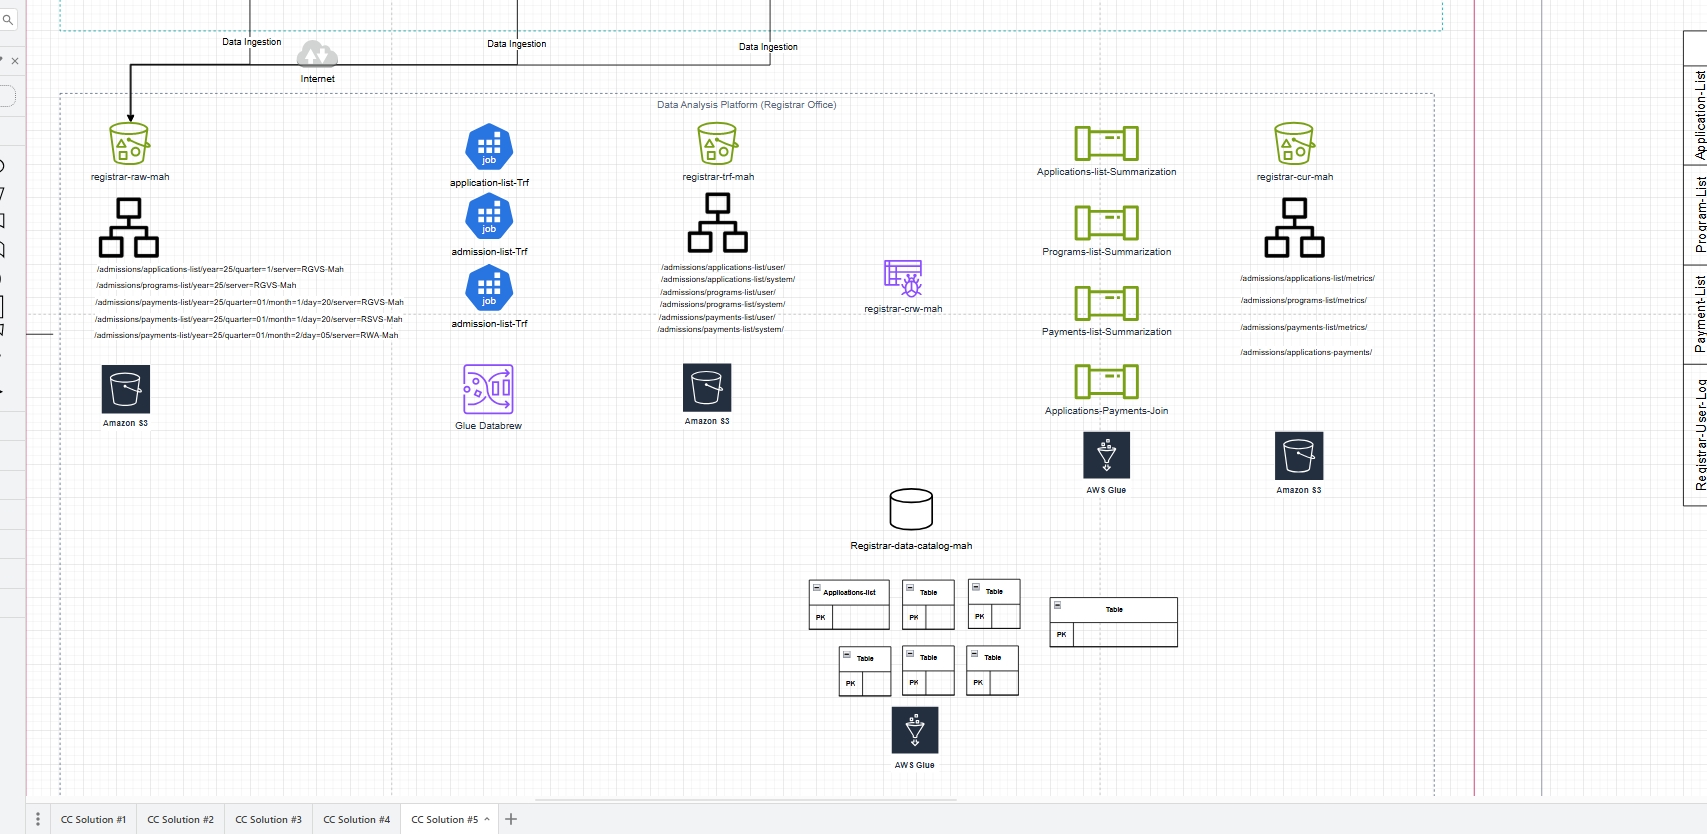 Data Ingestion
Data Ingestion
Data Ingestion
Internet
Data Analysis Platform (Registrar Office)
registrar-raw-mah
/admissions/applications-list/year=25/quarter=1/server=RGVS-Mah
/admissions/programs-list/year=25/server=RGVS-Mah
/admissions/payments-list/year=25/quarter=01/month=1/day=20/server=RGVS-Mah
/admissions/payments-list/year=25/quarter=01/month=1/day=20/server=RSVS-Mah
/admissions/payments-list/year=25/quarter=01/month=2/day=05/server=RWA-Mah
Amazon S3
job
application-list-Trf
job
admission-list-Trf
job
admission-list-Trf
Glue Databrew
registrar-trf-mah
/admissions/applications-list/user/
/admissions/applications-list/system/
/admissions/programs-list/user/
/admissions/programs-list/system/
/admissions/payments-list/user/
/admissions/payments-list/system/
Amazon S3
registrar-crw-mah
Applications-list-Summarization
Programs-list-Summarization
Payments-list-Summarization
Applications-Payments-Join
AWS Glue
registrar-cur-mah
/admissions/applications-list/metrics/
/admissions/programs-list/metrics/
/admissions/payments-list/metrics/
/admissions/applications-payments/
Amazon S3
Registrar-data-catalog-mah
Applications-list
PK
Table
PK
Table
PK
Table
PK
Table
PK
Table
PK
Table
PK
AWS Glue
Application-List
Program-List
Payment-List
Registrar-User-Log
CC Solution #1
CC Solution #2
CC Solution #3
CC Solution #4
CC Solution #5